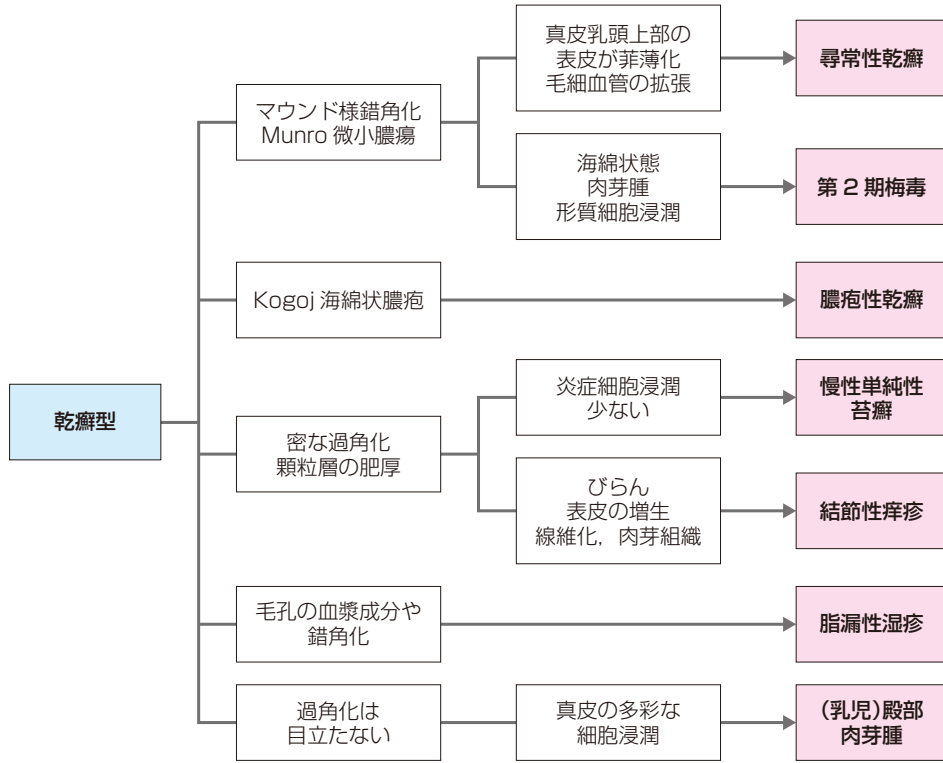 乾癬型
マウンド様錯角化
Munro 微小膿瘍
真皮乳頭上部の
表皮が菲薄化
毛細血管の拡張
尋常性乾癬
海綿状態
肉芽腫
形質細胞浸潤
第 2 期梅毒
Kogoj 海綿状膿疱
膿疱性乾癬
密な過角化
顆粒層の肥厚
炎症細胞浸潤
少ない
慢性単純性
苔癬
びらん
表皮の増生
線維化，肉芽組織
結節性痒疹
毛孔の血漿成分や
錯角化
脂漏性湿疹
過角化は
目立たない
真皮の多彩な
細胞浸潤
(乳児)殿部
肉芽腫